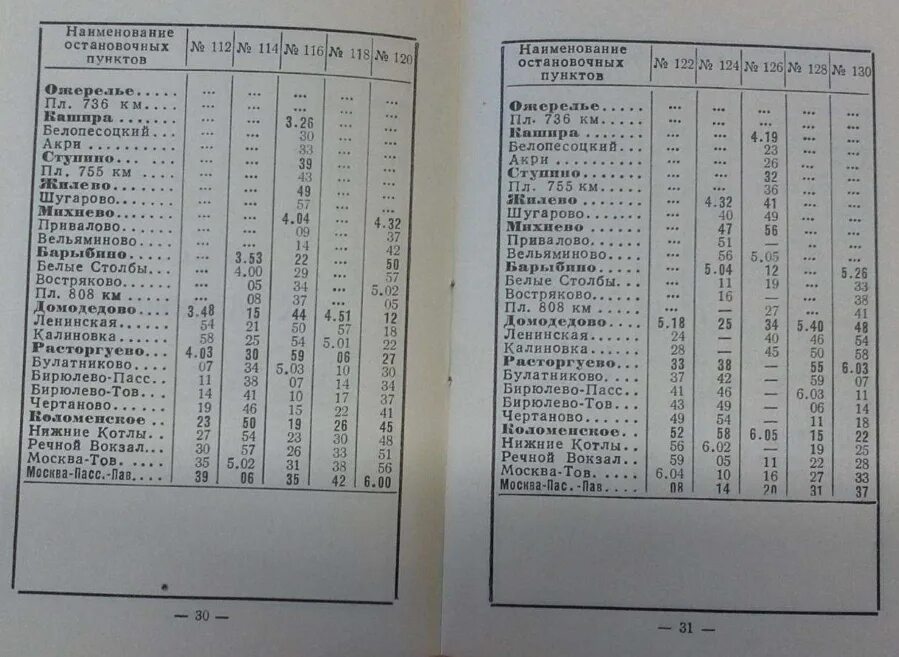 Наименование
остановочных
пунктов
№ 112 № 114 № 116 № 118 № 120
Ожерелье..... ... ... ... ... ...
Пл. 736 км... ... ... ... ... ...
Кашира....... ... ... 3.26 ... ...
Белопесоцкий. ... ... 30 ... ...
Акри......... ... ... 33 ... ...
Ступино... ... ... 39 ... ...
Пл. 755 км .... ... ... 43 ... ...
Жилево....... ... ... 49 ... ...
Шугарово..... ... ... 57 ... ...
Михнево...... ... ... 4.04 ... 4.32
Привалово.... ... ... 09 ... 37
Вельяминово.... ... ... 14 ... 42
Барыбино..... ... 3.53 22 ... 50
Белые Столбы... ... 4.00 29 ... 57
Востряково.... ... 05 34 ... 5.02
Пл. 808 км ... ... 08 37 ... 05
Домодедово.... 3.48 15 44 4.51 12
Ленинская.... 54 21 50 57 18
Калиновка.... 58 25 54 5.01 22
Расторгуево... 4.03 30 59 06 27
Булатниково... 07 34 5.03 10 30
Бирюлево-Пасс... 11 38 07 14 34
Бирюлево-Тов... 14 41 10 17 37
Чертаново..... 19 46 15 22 41
Коломенское... 23 50 19 26 45
Нижние Котлы.. 27 54 23 30 48
Речной Вокзал.. 30 57 26 33 51
Москва-Тов.... 35 5.02 31 38 56
Москва-Пасс.-Пав.... 39 06 35 42 6.00
— 30 —
Наименование
остановочных
пунктов
№ 122 № 124 № 126 № 128 № 130
Ожерелье..... ... ... ... ... ...
Пл. 736 км.... ... ... ... ... ...
Кашира....... ... ... 4.19 ... ...
Белопесоцкий.. ... ... 23 ... ...
Акри......... ... ... 26 ... ...
Ступино...... ... ... 32 ... ...
Пл. 755 км.... ... ... 36 ... ...
Жилево....... ... 4.32 41 ... ...
Шугарово..... ... 40 49 ... ...
Михнево...... ... 47 56 ... ...
Привалово.... ... 51 — ... ...
Вельяминово... ... 56 5.05 ... ...
Барыбино..... ... 5.04 12 ... 5.26
Белые Столбы.. ... 11 19 ... 33
Востряково.... ... 16 — ... 38
Пл. 808 км .... ... — 27 ... 41
Домодедово.... 5.18 25 34 5.40 48
Ленинская.... 24 — 40 46 54
Калиновка.... 28 — 45 50 58
Расторгуево... 33 38 — 55 6.03
Булатниково... 37 42 — 59 07
Бирюлево-Пасс.. 41 46 — 6.03 11
Бирюлево-Тов... 43 49 — 06 14
Чертаново..... 49 54 — 11 18
Коломенское... 52 58 6.05 15 22
Нижние Котлы.. 56 6.02 — 19 25
Речной Вокзал.. 59 05 11 22 28
Москва-Тов.... 6.04 10 16 27 33
Москва-Пас.-Пав.... 08 14 20 31 37
— 31 —